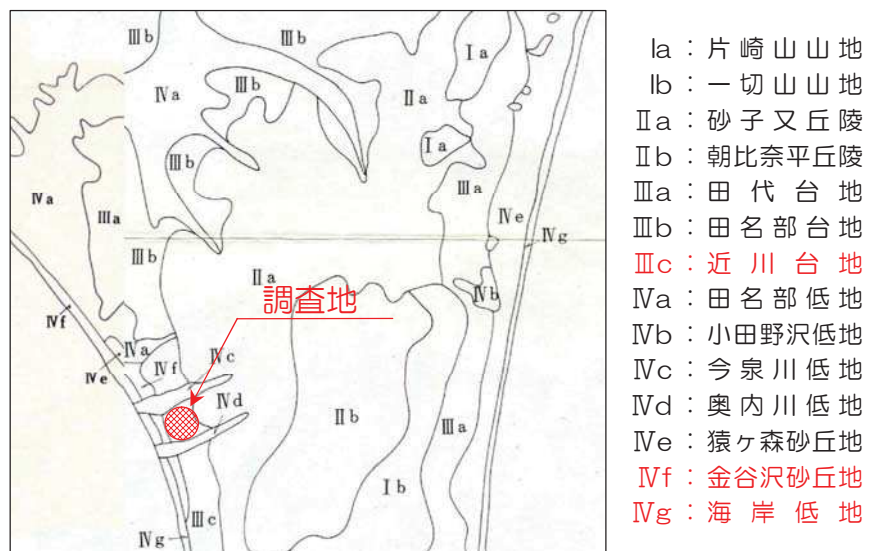 Ⅲb
Ⅲb
Ⅰa
Ⅳa
Ⅲb
Ⅱa
Ⅰa
Ⅲb
Ⅳa
Ⅲa
Ⅲa
Ⅳe
Ⅳg
Ⅲb
Ⅱa
Ⅳb
調査地
Ⅳf
Ⅳa
Ⅳc
Ⅳe
Ⅳf
Ⅳd
Ⅱb
Ⅲa
Ⅰb
Ⅲc
Ⅳg
Ⅰa：片崎山山地
Ⅰb：一切山山地
Ⅱa：砂子又丘陵
Ⅱb：朝比奈平丘陵
Ⅲa：田代台地
Ⅲb：田名部台地
Ⅲc：近川台地
Ⅳa：田名部低地
Ⅳb：小田野沢低地
Ⅳc：今泉川低地
Ⅳd：奥内川低地
Ⅳe：猿ヶ森砂丘地
Ⅳf：金谷沢砂丘地
Ⅳg：海岸低地